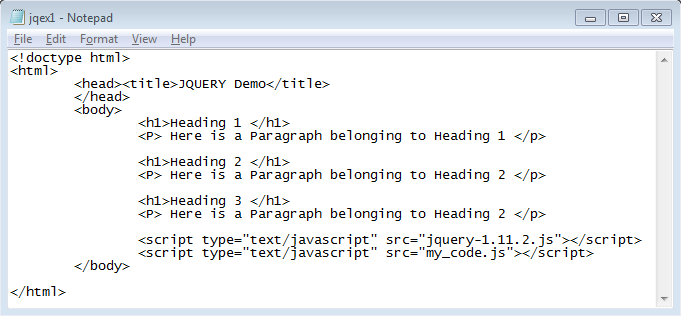 jqex1 - Notepad
File Edit Format View Help
<!doctype html>
<html>
<head><title>JQUERY Demo</title>
</head>
<body>
<h1>Heading 1 </h1>
<P> Here is a Paragraph belonging to Heading 1 </p>
<h1>Heading 2 </h1>
<P> Here is a Paragraph belonging to Heading 2 </p>
<h1>Heading 3 </h1>
<P> Here is a Paragraph belonging to Heading 2 </p>
<script type="text/javascript" src="jquery-1.11.2.js"></script>
<script type="text/javascript" src="my_code.js"></script>
</body>
</html>